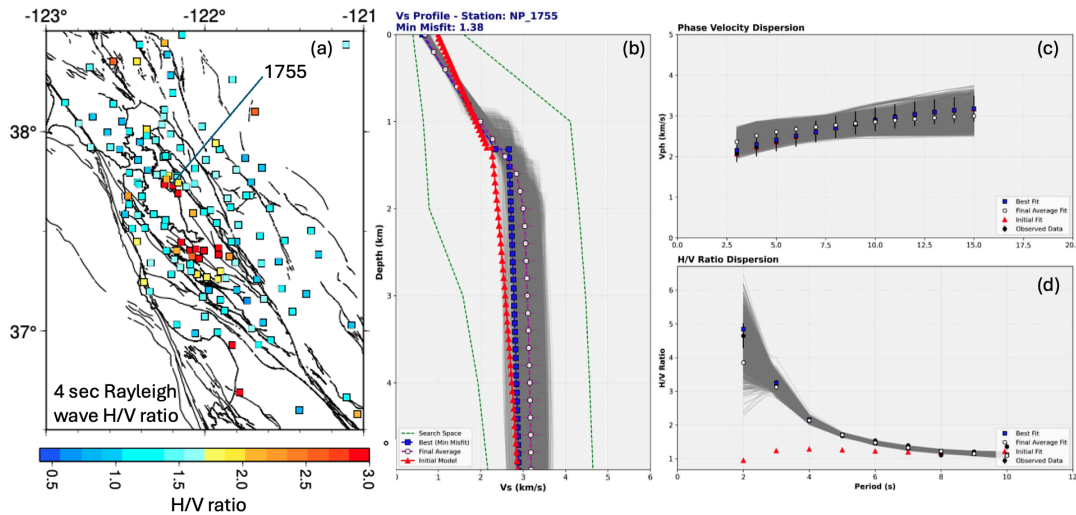 -123° -122° -121
(a)
1755
38°
37°
4 sec Rayleigh
wave H/V ratio
0.5 1.0 1.5 2.0 2.5 3.0
H/V ratio
Vs Profile - Station: NP_1755
Min Misfit: 1.38
(b)
0
1
2
3
4
Depth (km)
Search Space
Best (Min Misfit)
Final Average
Initial Model
0 1 2 3 4 5 6
Vs (km/s)
Phase Velocity Dispersion
(c)
5
4
3
2
1
0
Vph (km/s)
Best Fit
Final Average Fit
Initial Fit
Observed Data
0.0 2.5 5.0 7.5 10.0 12.5 15.0 17.5 20.
H/V Ratio Dispersion
(d)
6
5
4
3
2
1
H/V Ratio
Best Fit
Final Average Fit
Initial Fit
Observed Data
0 2 4 6 8 10 12
Period (s)